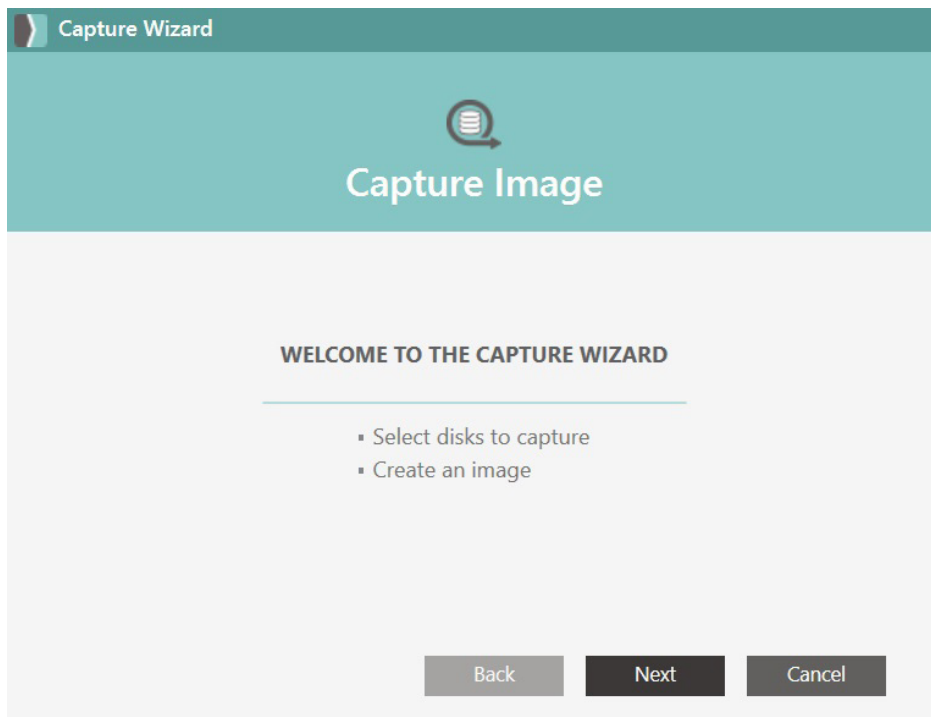 Capture Wizard
Capture Image
WELCOME TO THE CAPTURE WIZARD
▪ Select disks to capture
▪ Create an image
Back Next Cancel